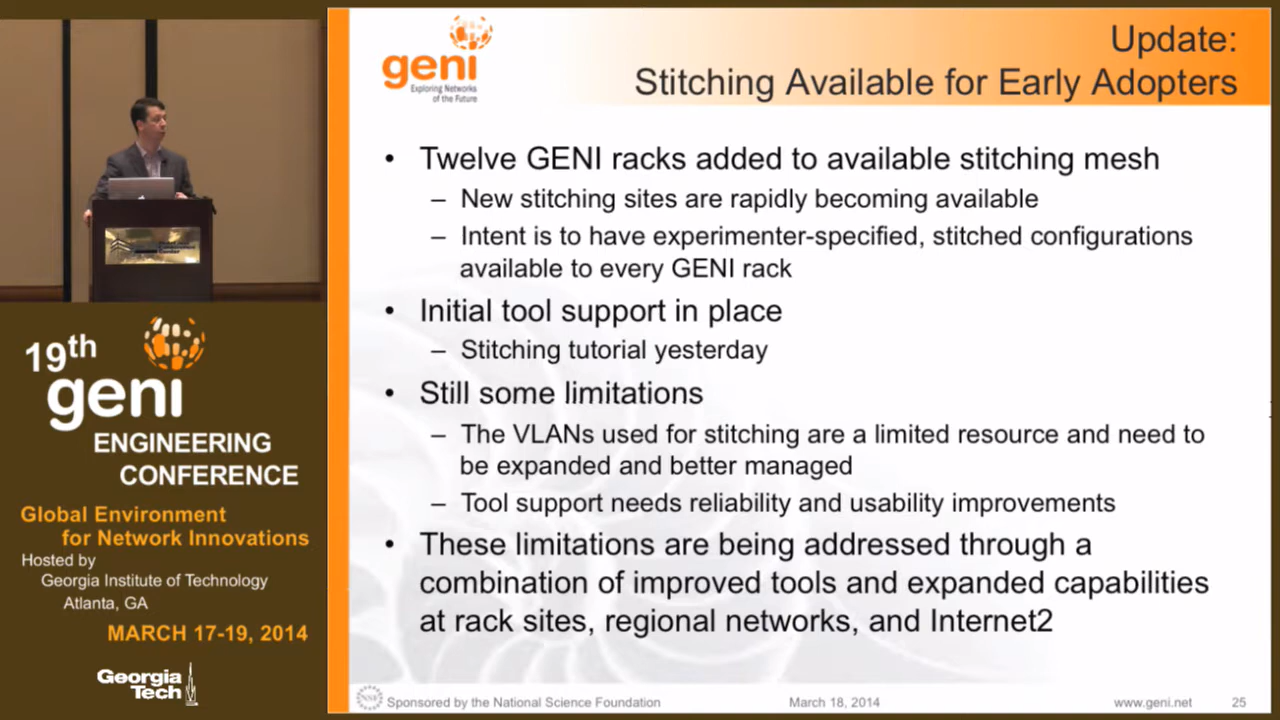 geni
Exploring Networks
of the Future
Update:
Stitching Available for Early Adopters
• Twelve GENI racks added to available stitching mesh
– New stitching sites are rapidly becoming available
– Intent is to have experimenter-specified, stitched configurations
available to every GENI rack
• Initial tool support in place
– Stitching tutorial yesterday
• Still some limitations
– The VLANs used for stitching are a limited resource and need to
be expanded and better managed
– Tool support needs reliability and usability improvements
• These limitations are being addressed through a
combination of improved tools and expanded capabilities
at rack sites, regional networks, and Internet2
Sponsored by the National Science Foundation
March 18, 2014
www.geni.net
25
19th
geni
ENGINEERING
CONFERENCE
Global Environment
for Network Innovations
Hosted by
Georgia Institute of Technology
Atlanta, GA
MARCH 17-19, 2014
Georgia
Tech